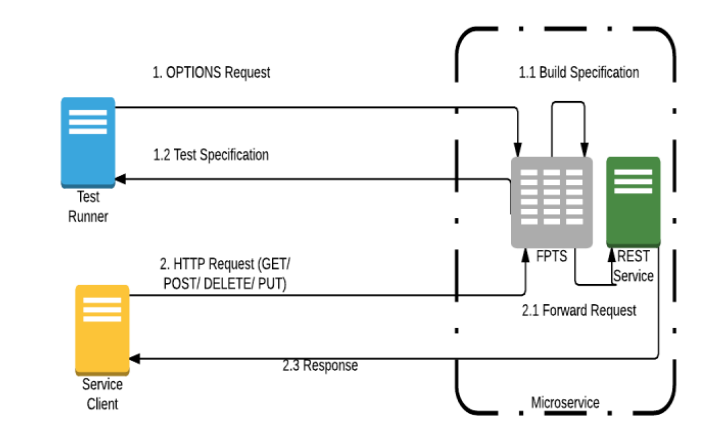 1. OPTIONS Request
1.1 Build Specification
1.2 Test Specification
Test
Runner
2. HTTP Request (GET/
POST/ DELETE/ PUT)
FPTS
REST
Service
2.1 Forward Request
2.3 Response
Service
Client
Microservice